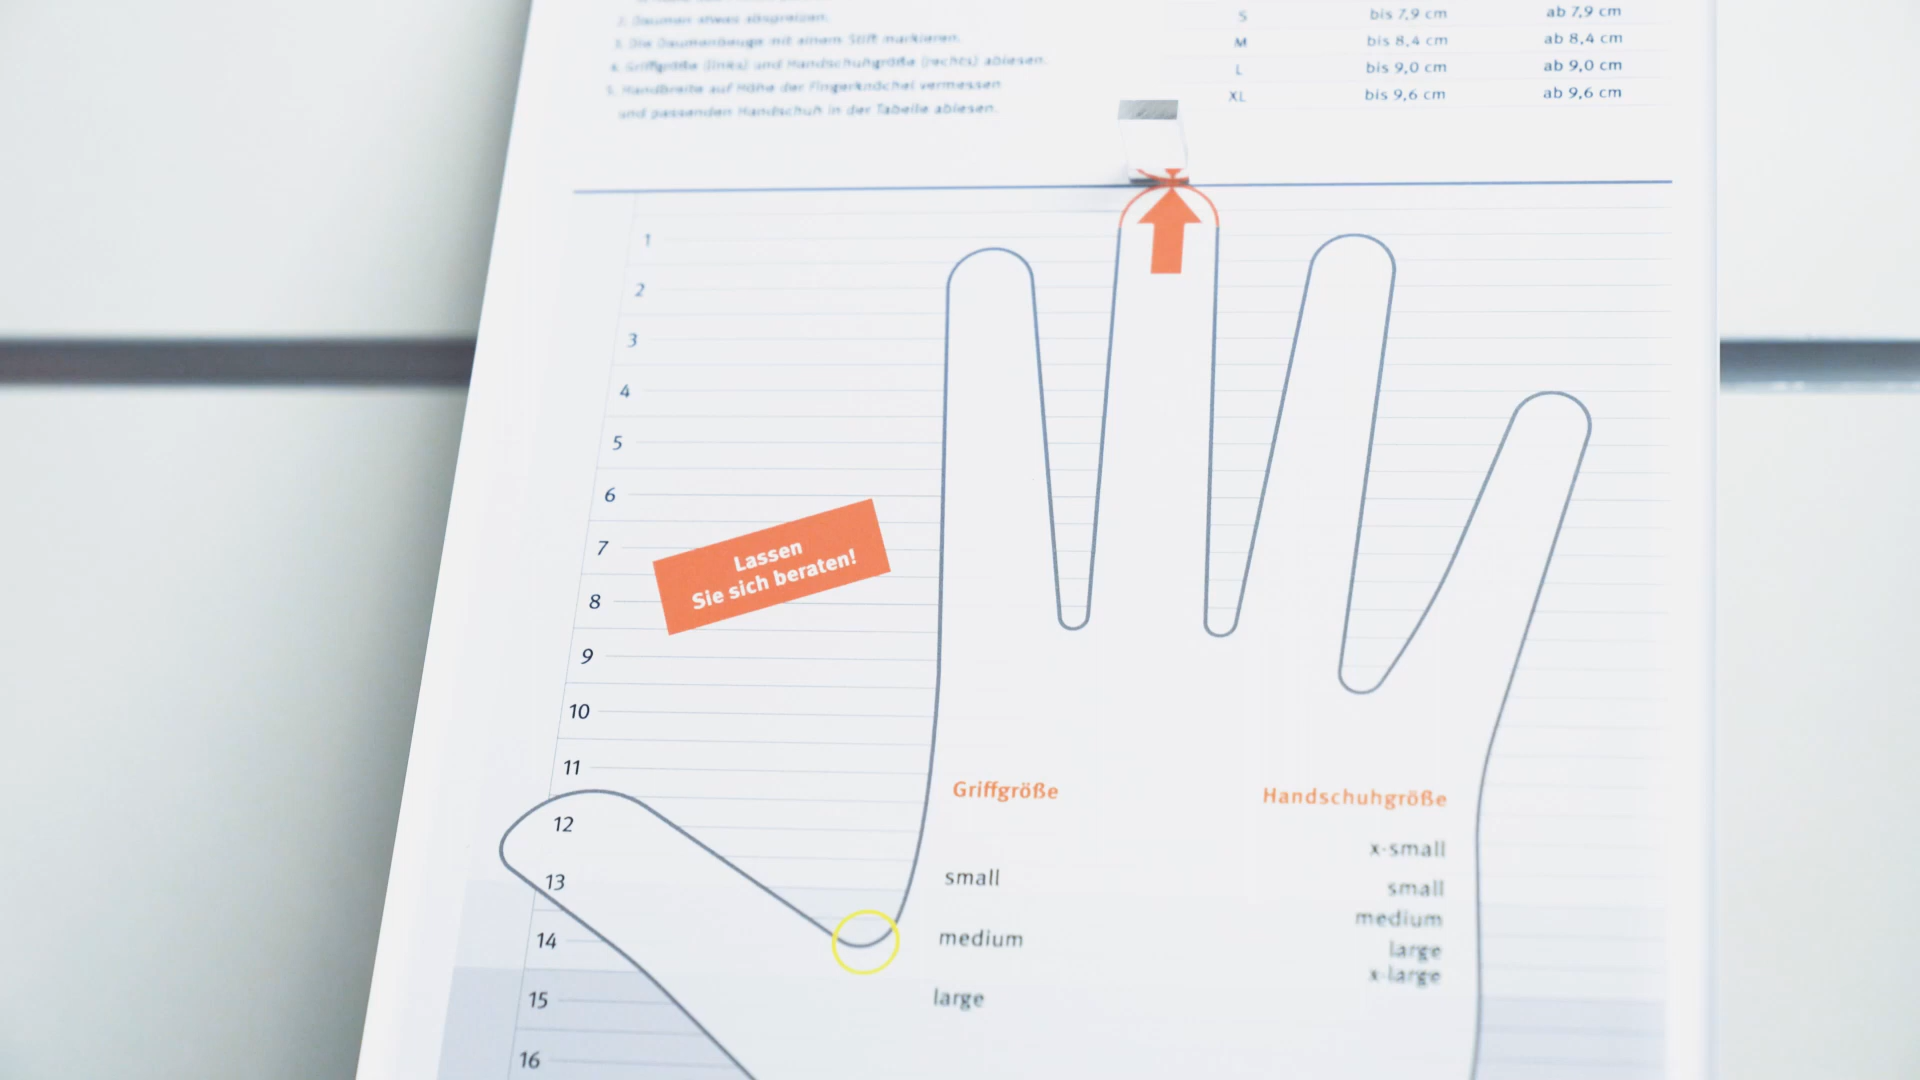 2. Daumen etwas abspreizen.
3. Die Daumenbeuge mit einem Stift markieren.
4. Griffgröße (links) und Handschuhgröße (rechts) ablesen.
5. Handbreite auf Höhe der Fingerknöchel vermessen
und passenden Handschuh in der Tabelle ablesen.
S bis 7,9 cm ab 7,9 cm
M bis 8,4 cm ab 8,4 cm
L bis 9,0 cm ab 9,0 cm
XL bis 9,6 cm ab 9,6 cm
1
2
3
4
5
6
7
8
9
10
11
12
13
14
15
16
Lassen
Sie sich beraten!
Griffgröße
small
medium
large
Handschuhgröße
x-small
small
medium
large
x-large